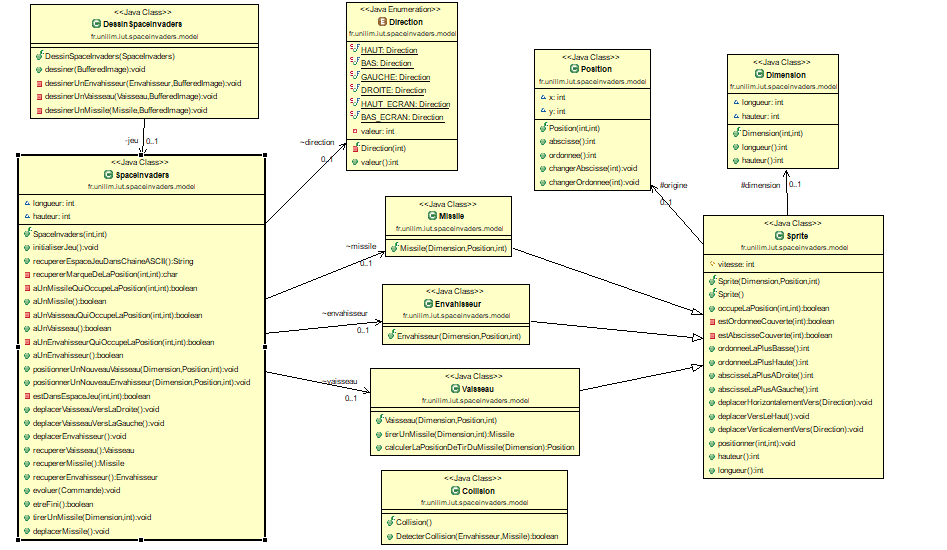 <<Java Class>>
DessinSpaceInvaders
fr.unilim.iut.spaceinvaders.model
DessinSpaceInvaders(SpaceInvaders)
dessiner(BufferedImage):void
dessinerUnEnvahisseur(Envahisseur,BufferedImage):void
dessinerUnVaisseau(Vaisseau,BufferedImage):void
dessinerUnMissile(Missile,BufferedImage):void
-jeu
0..1
<<Java Class>>
SpaceInvaders
fr.unilim.iut.spaceinvaders.model
longueur: int
hauteur: int
SpaceInvaders(int,int)
initialiserJeu():void
recupererEspaceJeuDansChaineASCII():String
recupererMarqueDeLaPosition(int,int):char
aUnMissileQuiOccupeLaPosition(int,int):boolean
aUnMissile():boolean
aUnVaisseauQuiOccupeLaPosition(int,int):boolean
aUnVaisseau():boolean
aUnEnvahisseurQuiOccupeLaPosition(int,int):boolean
aUnEnvahisseur():boolean
positionnerUnNouveauVaisseau(Dimension,Position,int):void
positionnerUnNouveauEnvahisseur(Dimension,Position,int):void
estDansEspaceJeu(int,int):boolean
deplacerVaisseauVersLaDroite():void
deplacerVaisseauVersLaGauche():void
deplacerEnvahisseur():void
recupererVaisseau():Vaisseau
recupererMissile():Missile
recupererEnvahisseur():Envahisseur
evoluer(Commande):void
etreFini():boolean
tirerUnMissile(Dimension,int):void
deplacerMissile():void
~direction
0..1
~missile
0..1
~envahisseur
0..1
~vaisseau
0..1
<<Java Enumeration>>
Direction
fr.unilim.iut.spaceinvaders.model
HAUT: Direction
BAS: Direction
GAUCHE: Direction
DROITE: Direction
HAUT_ECRAN: Direction
BAS_ECRAN: Direction
valeur: int
Direction(int)
valeur():int
<<Java Class>>
Missile
fr.unilim.iut.spaceinvaders.model
Missile(Dimension,Position,int)
<<Java Class>>
Envahisseur
fr.unilim.iut.spaceinvaders.model
Envahisseur(Dimension,Position,int)
<<Java Class>>
Vaisseau
fr.unilim.iut.spaceinvaders.model
Vaisseau(Dimension,Position,int)
tirerUnMissile(Dimension,int):Missile
calculerLaPositionDeTirDuMissile(Dimension):Position
<<Java Class>>
Collision
fr.unilim.iut.spaceinvaders.model
Collision()
DetecterCollision(Envahisseur,Missile):boolean
<<Java Class>>
Position
fr.unilim.iut.spaceinvaders.model
x: int
y: int
Position(int,int)
abscisse():int
ordonnee():int
changerAbscisse(int):void
changerOrdonnee(int):void
<<Java Class>>
Dimension
fr.unilim.iut.spaceinvaders.model
longueur: int
hauteur: int
Dimension(int,int)
longueur():int
hauteur():int
#origine
0..1
#dimension
0..1
<<Java Class>>
Sprite
fr.unilim.iut.spaceinvaders.model
vitesse: int
Sprite(Dimension,Position,int)
Sprite()
occupeLaPosition(int,int):boolean
estOrdonneeCouverte(int):boolean
estAbscisseCouverte(int):boolean
ordonneeLaPlusBasse():int
ordonneeLaPlusHaute():int
abscisseLaPlusADroite():int
abscisseLaPlusAGauche():int
deplacerHorizontalementVers(Direction):void
deplacerVersLeHaut():void
deplacerVerticalementVers(Direction):void
positionner(int,int):void
hauteur():int
longueur():int